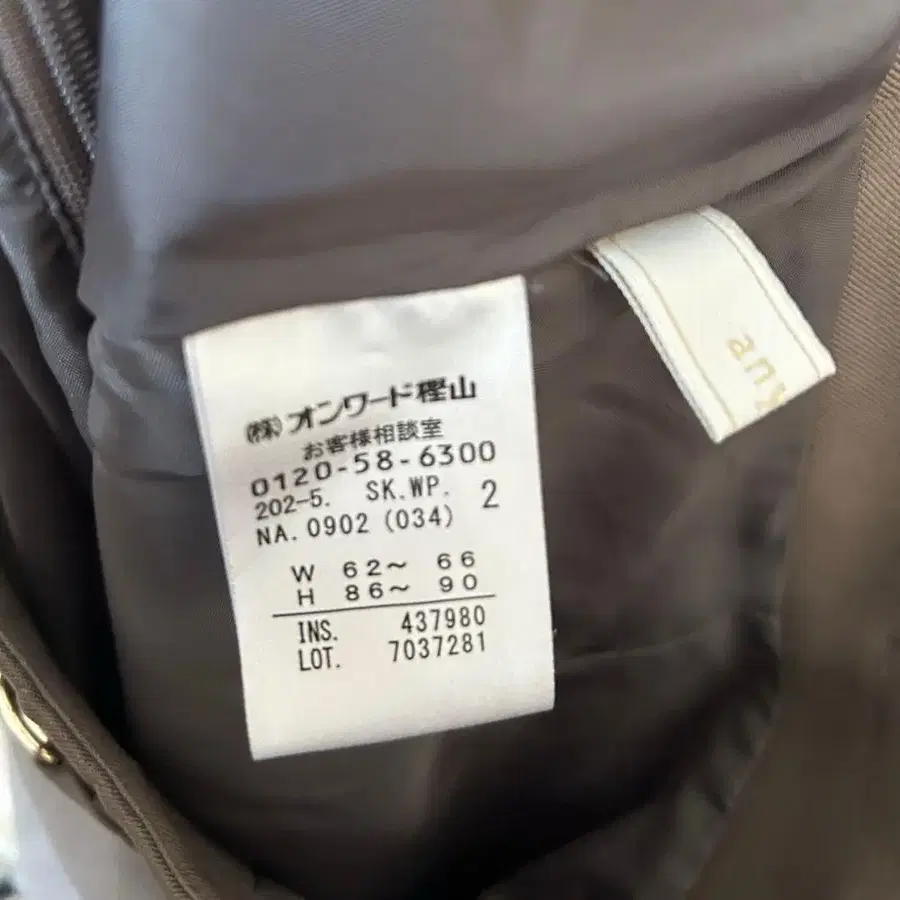 (株)オンワード樫山
お客様相談室
0120-58-6300
202-5. SK.WP. 2
NA.0902(034)
W 62〜 66
H 86〜 90
INS. 437980
LOT. 7037281
any